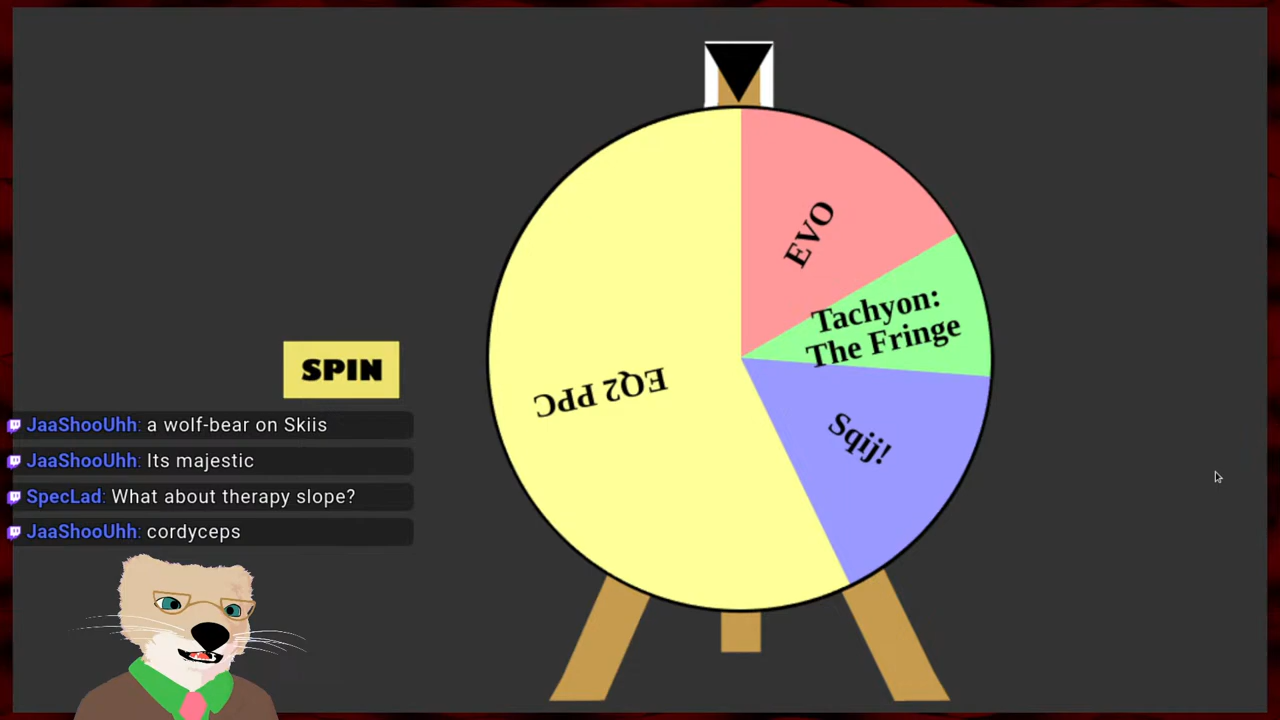 EVO
Tachyon:
The Fringe
Sqij!
EQ2 PPC
SPIN
JaaShooUhh: a wolf-bear on Skiis
JaaShooUhh: Its majestic
SpecLad: What about therapy slope?
JaaShooUhh: cordyceps